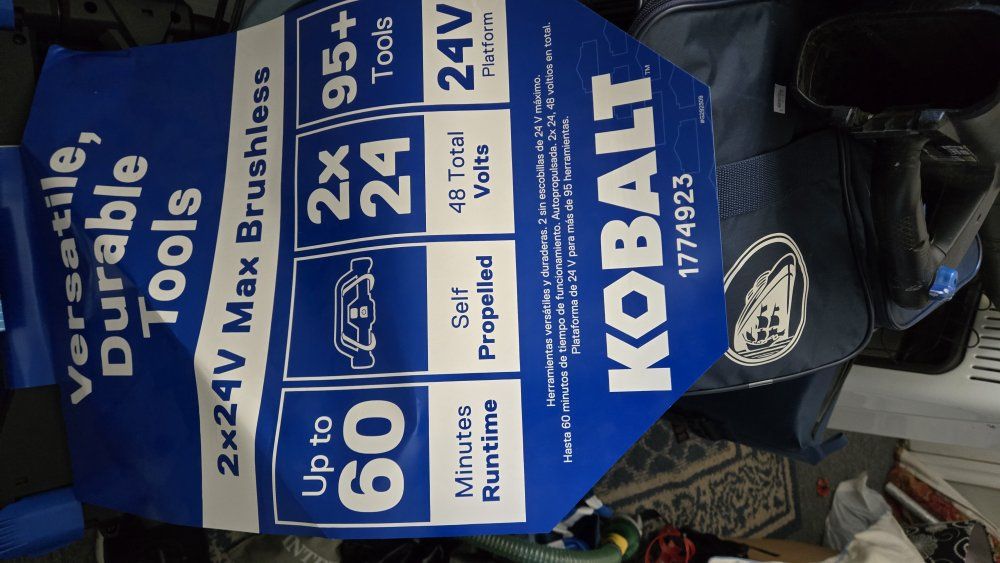 Versatile,
Durable
Tools
2x24V Max Brushless
Up to
60
Minutes
Runtime
Self
Propelled
2x
24
48 Total
Volts
95+
Tools
24V
Platform
Herramientas versátiles y duraderas. 2 sin escobillas de 24 V máximo.
Hasta 60 minutos de tiempo de funcionamiento. Autopropulsada. 2x 24, 48 voltios en total.
Plataforma de 24 V para más de 95 herramientas.
KOBALT™
1774923